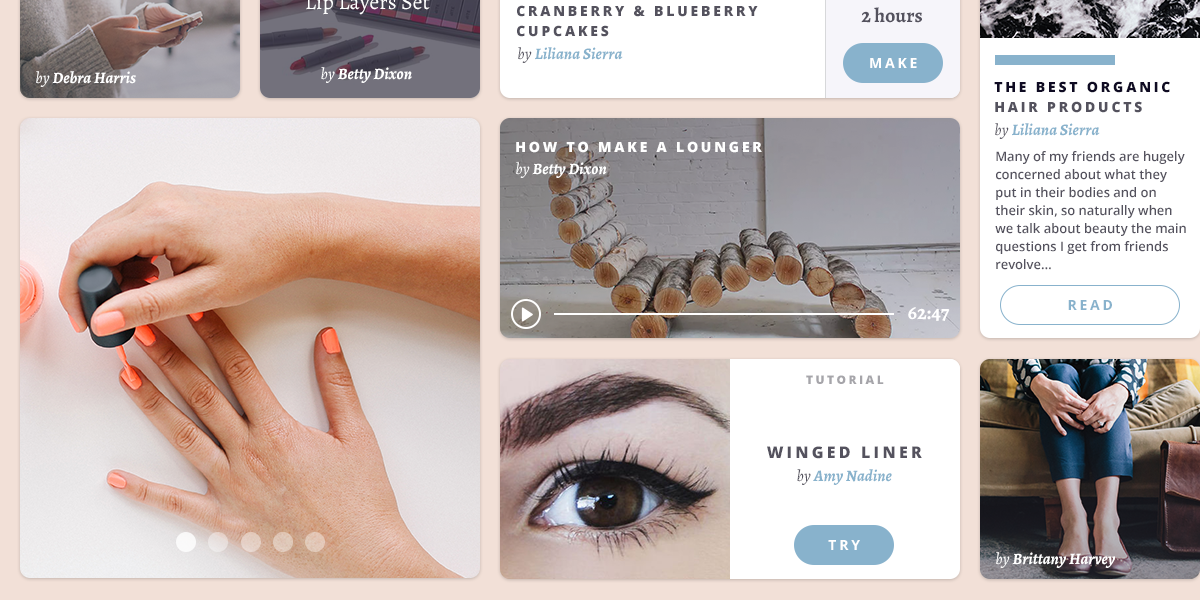 by Debra Harris
Lip Layers Set
by Betty Dixon
CRANBERRY & BLUEBERRY
CUPCAKES
by Liliana Sierra
2 hours
MAKE
THE BEST ORGANIC
HAIR PRODUCTS
by Liliana Sierra
Many of my friends are hugely
concerned about what they
put in their bodies and on
their skin, so naturally when
we talk about beauty the main
questions I get from friends
revolve...
READ
HOW TO MAKE A LOUNGER
by Betty Dixon
62:47
TUTORIAL
WINGED LINER
by Amy Nadine
TRY
by Brittany Harvey